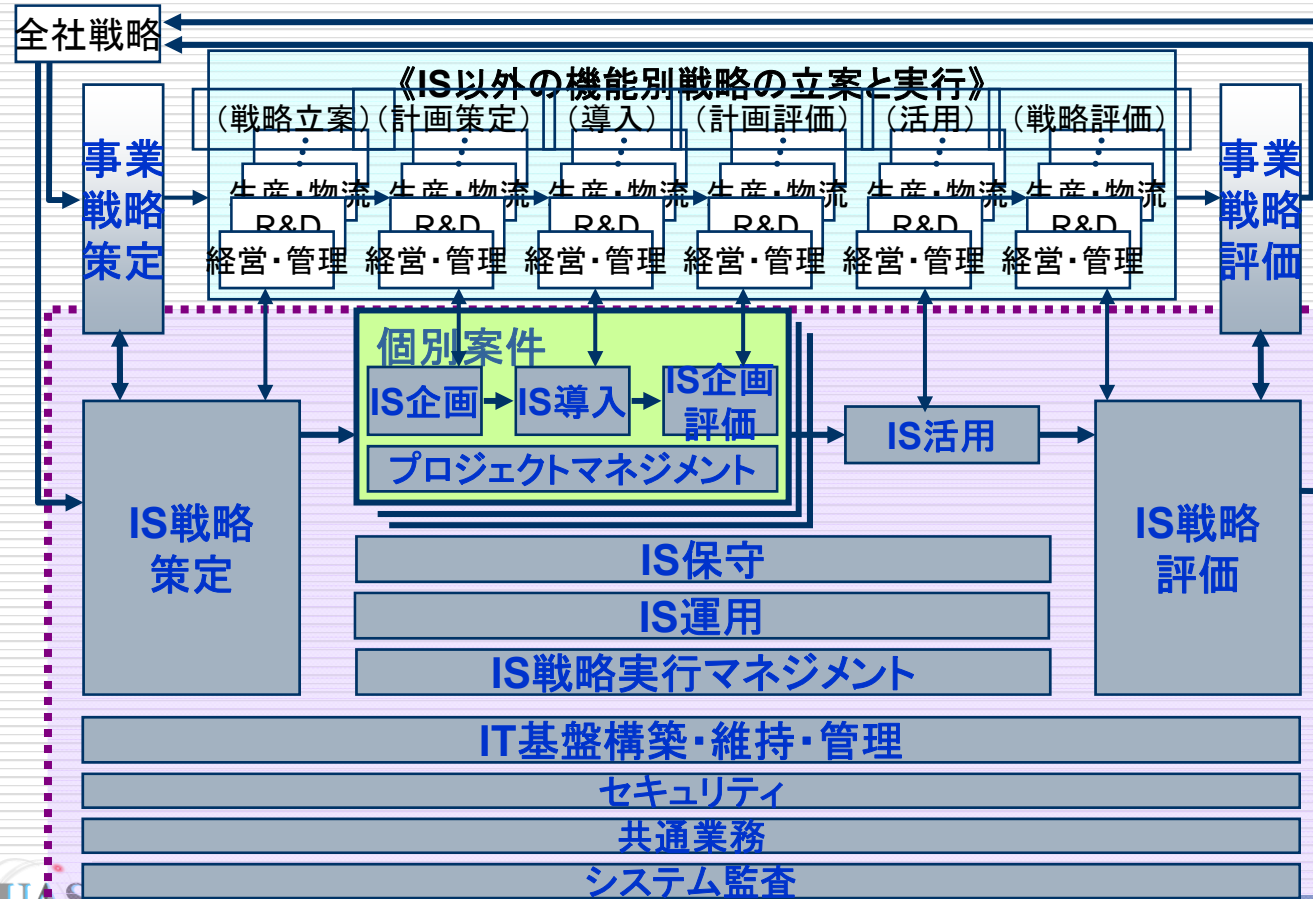 全社戦略
《IS以外の機能別戦略の立案と実行》
(戦略立案)
(計画策定)
(導入)
(計画評価)
(活用)
(戦略評価)
事業
戦略
策定
事業
戦略
評価
生産・物流
生産・物流
生産・物流
生産・物流
生産・物流
生産・物流
R&D
R&D
R&D
R&D
R&D
R&D
経営・管理
経営・管理
経営・管理
経営・管理
経営・管理
経営・管理
個別案件
IS企画
IS導入
IS企画
評価
プロジェクトマネジメント
IS活用
IS戦略
策定
IS戦略
評価
IS保守
IS運用
IS戦略実行マネジメント
IT基盤構築・維持・管理
セキュリティ
共通業務
システム監査